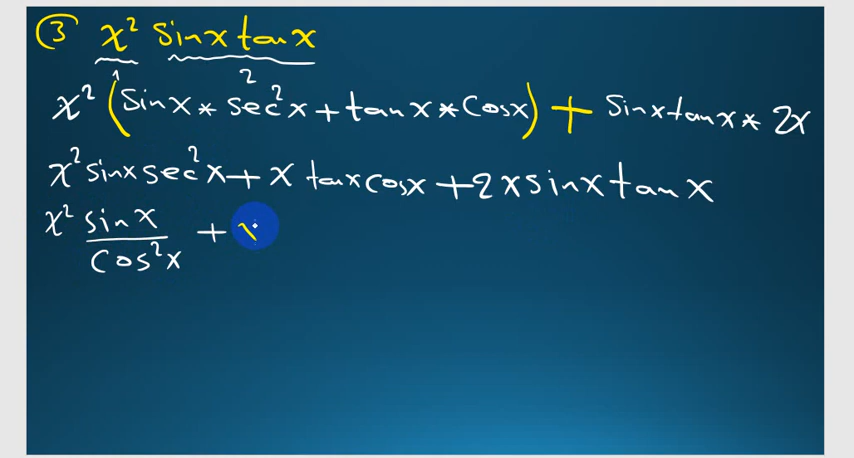 ③ x² sinx tanx
1 2
x² (sinx * sec²x + tanx * cosx) + sinx tanx * 2x
x² sinx sec²x + x tax cosx + 2x sinx tanx
x² sinx / cos²x +